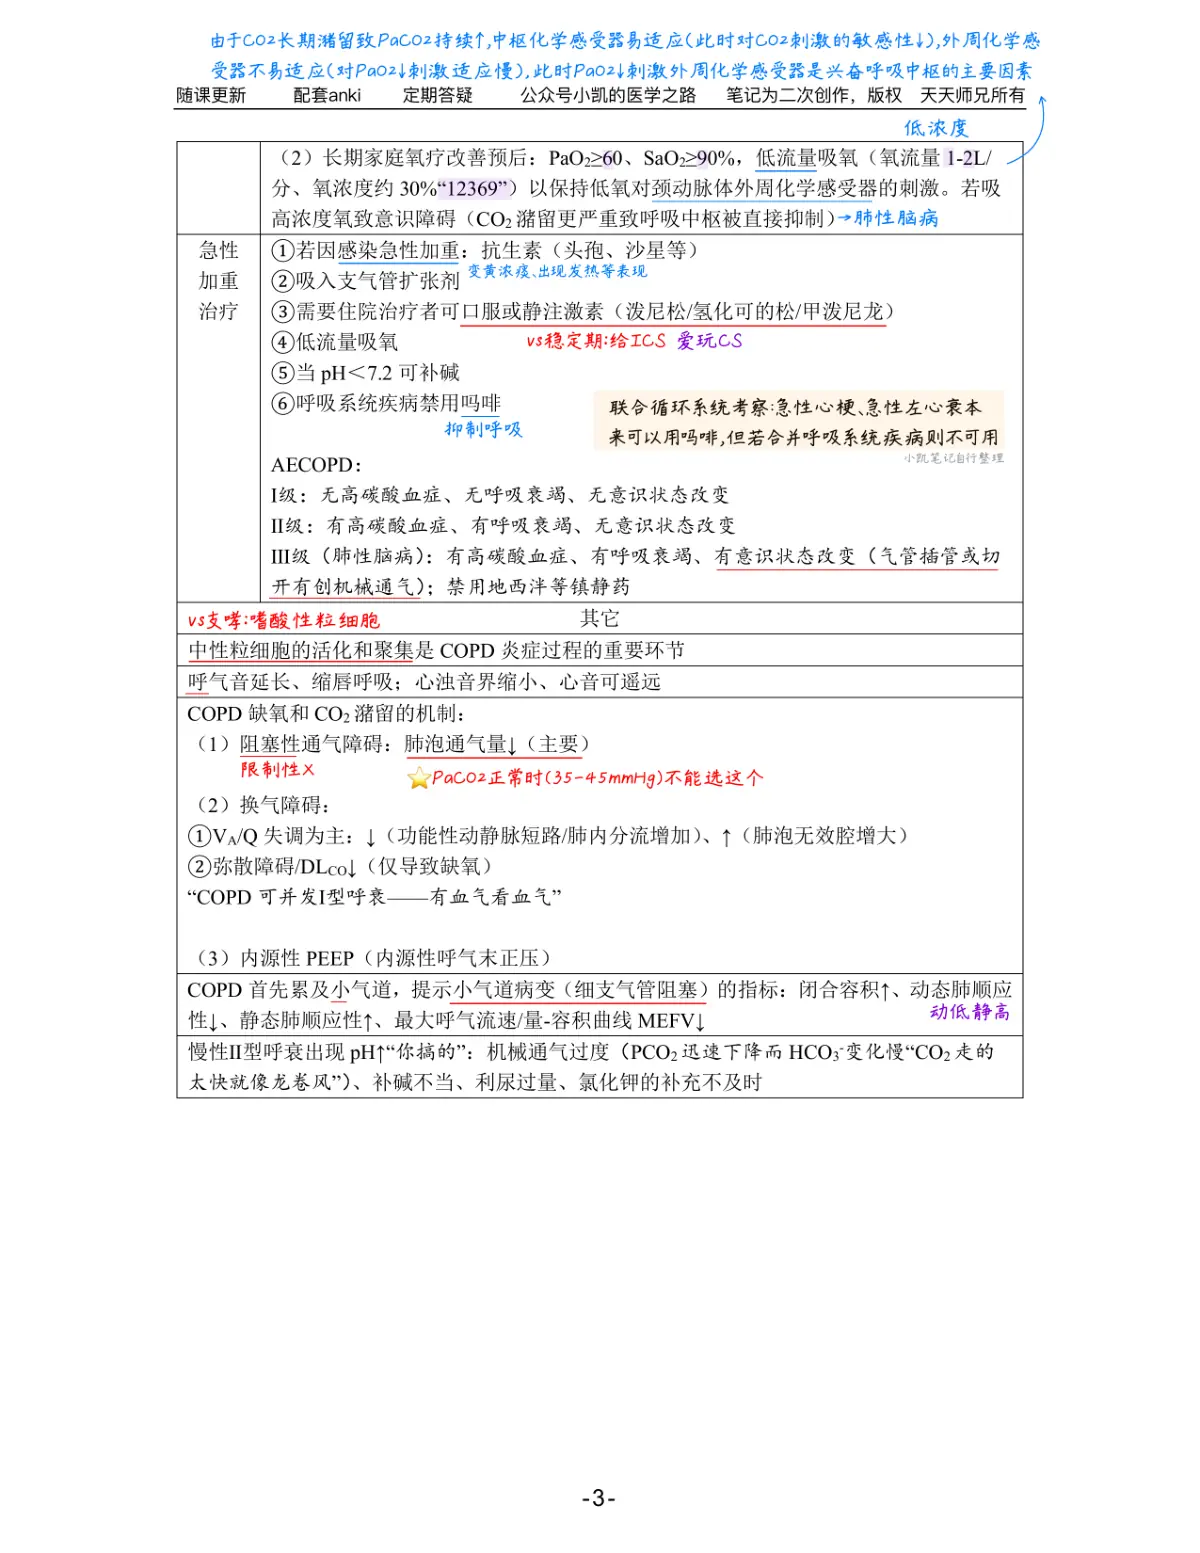 由于CO2长期潴留致PaCO2持续↑,中枢化学感受器易适应(此时对CO2刺激的敏感性↓),外周化学感
受器不易适应(对PaO2↓刺激适应慢),此时PaO2↓刺激外周化学感受器是兴奋呼吸中枢的主要因素
随课更新 配套anki 定期答疑 公众号小凯的医学之路 笔记为二次创作，版权 天天师兄所有
低浓度
（2）长期家庭氧疗改善预后：PaO₂≥60、SaO₂≥90%，低流量吸氧（氧流量 1-2L/
分、氧浓度约 30%“12369”）以保持低氧对颈动脉体外周化学感受器的刺激。若吸
高浓度氧致意识障碍（CO₂ 潴留更严重致呼吸中枢被直接抑制）→肺性脑病
急性
加重
治疗
①若因感染急性加重：抗生素（头孢、沙星等）
②吸入支气管扩张剂 变黄浓痰、出现发热等表现
③需要住院治疗者可口服或静注激素（泼尼松/氢化可的松/甲泼尼龙）
④低流量吸氧 vs稳定期:给ICS 爱玩CS
⑤当 pH＜7.2 可补碱
⑥呼吸系统疾病禁用吗啡
抑制呼吸
联合循环系统考察:急性心梗、急性左心衰本
来可以用吗啡,但若合并呼吸系统疾病则不可用
小凯笔记自行整理
AECOPD：
I级：无高碳酸血症、无呼吸衰竭、无意识状态改变
II级：有高碳酸血症、有呼吸衰竭、无意识状态改变
III级（肺性脑病）：有高碳酸血症、有呼吸衰竭、有意识状态改变（气管插管或切
开有创机械通气）；禁用地西泮等镇静药
vs支哮:嗜酸性粒细胞 其它
中性粒细胞的活化和聚集是 COPD 炎症过程的重要环节
呼气音延长、缩唇呼吸；心浊音界缩小、心音可遥远
COPD 缺氧和 CO₂ 潴留的机制：
（1）阻塞性通气障碍：肺泡通气量↓（主要）
限制性X ⭐PaCO2正常时(35-45mmHg)不能选这个
（2）换气障碍：
①V_A/Q 失调为主：↓（功能性动静脉短路/肺内分流增加）、↑（肺泡无效腔增大）
②弥散障碍/DL_CO↓（仅导致缺氧）
“COPD 可并发I型呼衰——有血气看血气”
（3）内源性 PEEP（内源性呼气末正压）
COPD 首先累及小气道，提示小气道病变（细支气管阻塞）的指标：闭合容积↑、动态肺顺应
性↓、静态肺顺应性↑、最大呼气流速/量-容积曲线 MEFV↓ 动低静高
慢性II型呼衰出现 pH↑“你搞的”：机械通气过度（PCO₂ 迅速下降而 HCO₃⁻变化慢“CO₂ 走的
太快就像龙卷风”）、补碱不当、利尿过量、氯化钾的补充不及时
-3-